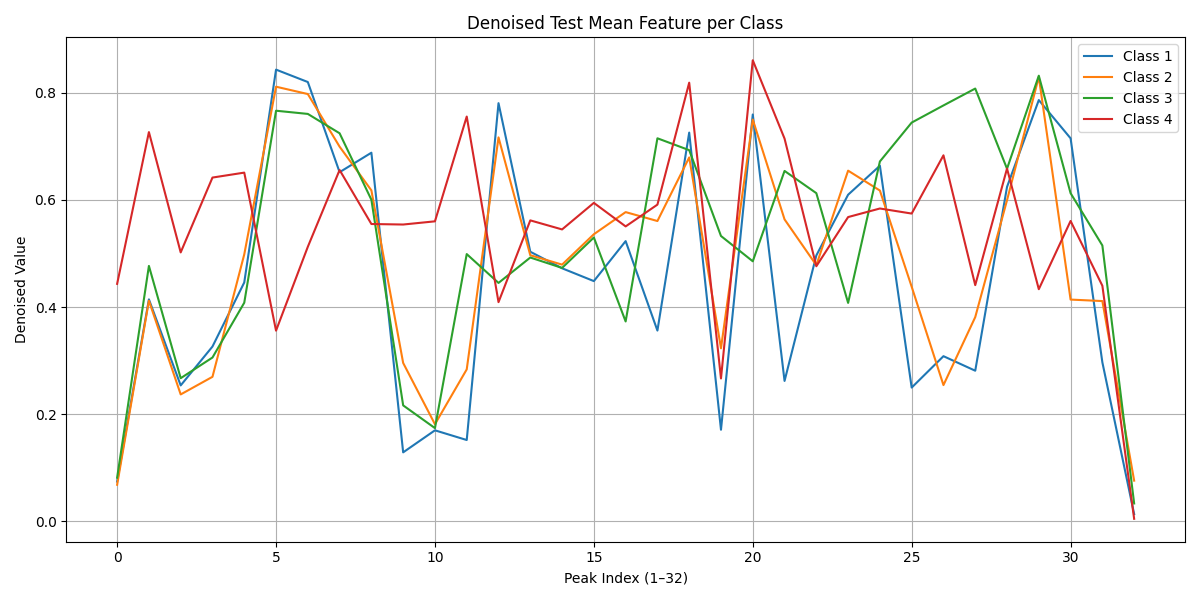 Denoised Test Mean Feature per Class
Class 1
Class 2
Class 3
Class 4
Denoised Value
0.8
0.6
0.4
0.2
0.0
0 5 10 15 20 25 30
Peak Index (1–32)